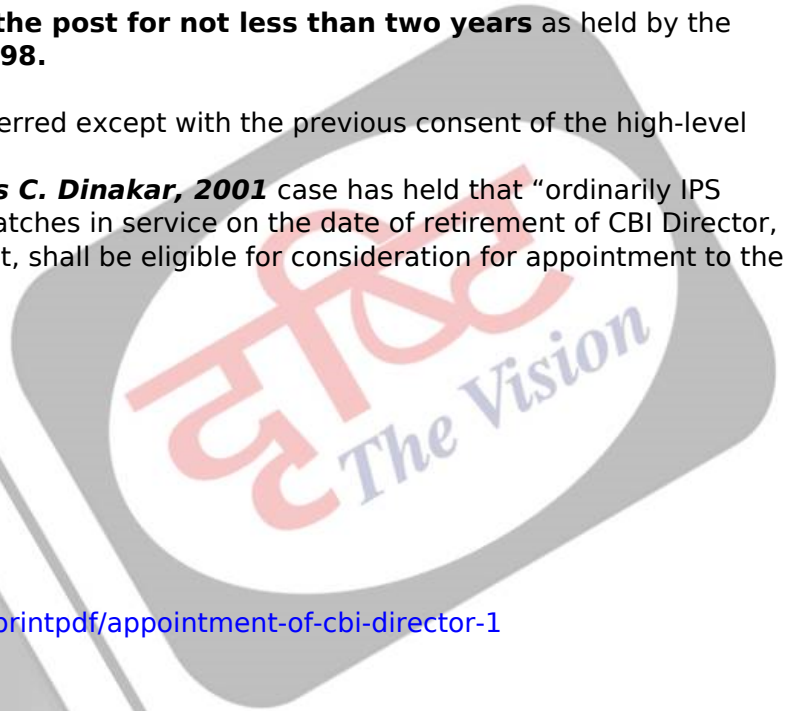 the post for not less than two years as held by the
98.
erred except with the previous consent of the high-level
s C. Dinakar, 2001 case has held that “ordinarily IPS
atches in service on the date of retirement of CBI Director,
t, shall be eligible for consideration for appointment to the
दृष्टि
The Vision
printpdf/appointment-of-cbi-director-1